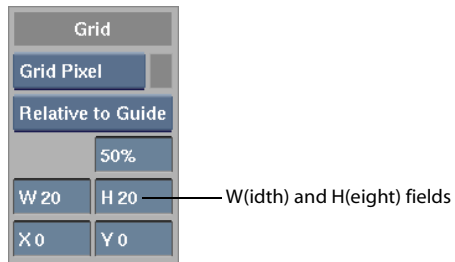 Grid
Grid Pixel
Relative to Guide
50%
W 20 H 20 W(idth) and H(eight) fields
X 0 Y 0